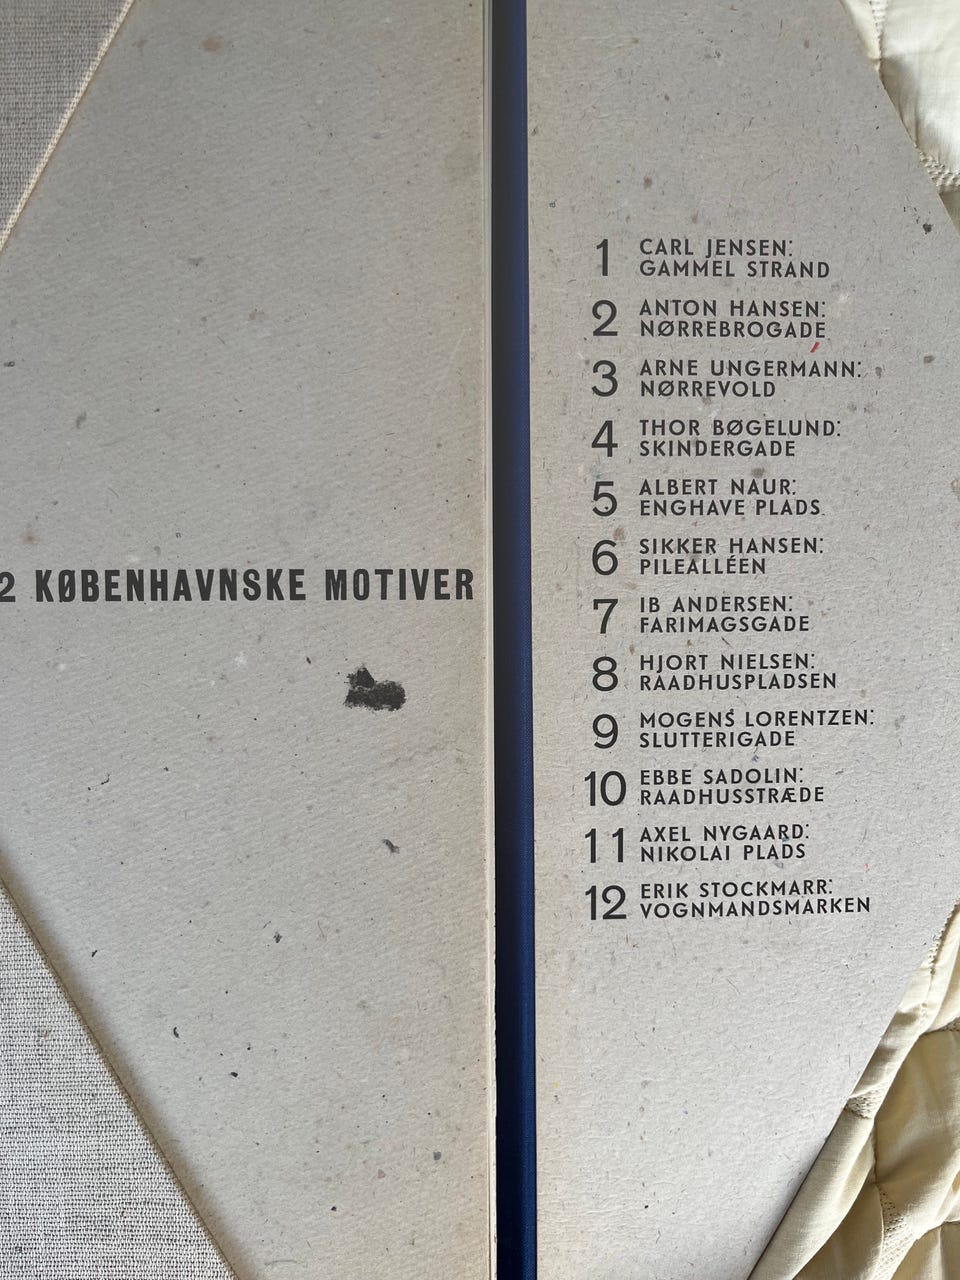 2 KØBENHAVNSKE MOTIVER
1 CARL JENSEN:
GAMMEL STRAND
2 ANTON HANSEN:
NØRREBROGADE
3 ARNE UNGERMANN:
NØRREVOLD
4 THOR BØGELUND:
SKINDERGADE
5 ALBERT NAUR:
ENGHAVE PLADS
6 SIKKER HANSEN:
PILEALLÉEN
7 IB ANDERSEN:
FARIMAGSGADE
8 HJORT NIELSEN:
RAADHUSPLADSEN
9 MOGENS LORENTZEN:
SLUTTERIGADE
10 EBBE SADOLIN:
RAADHUSSTRÆDE
11 AXEL NYGAARD:
NIKOLAI PLADS
12 ERIK STOCKMARR:
VOGNMANDSMARKEN